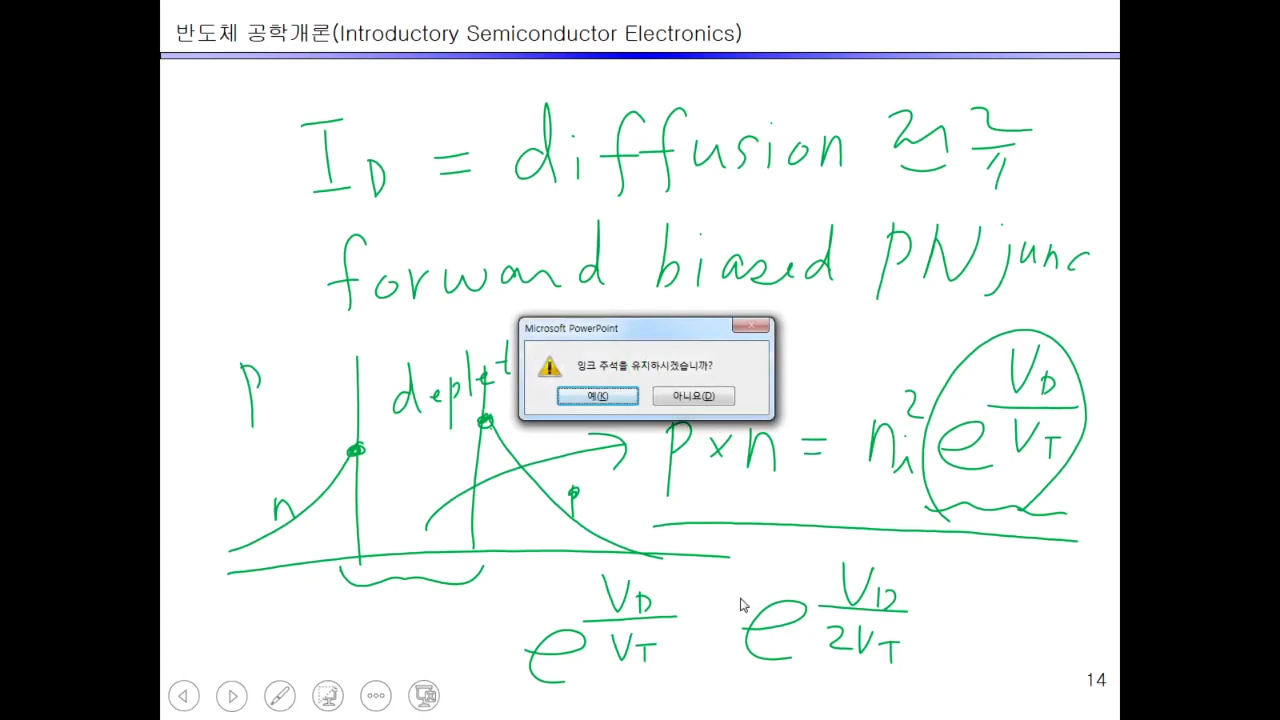 반도체 공학개론(Introductory Semiconductor Electronics)
I_D = diffusion 전류
forward biased PN junc
Microsoft PowerPoint
잉크 주석을 유지하시겠습니까?
예(K) 아니요(D)
P deplet
p × n = n_i^2 e^{V_D/V_T}
n p
e^{V_D/V_T} e^{V_D/2V_T}
14